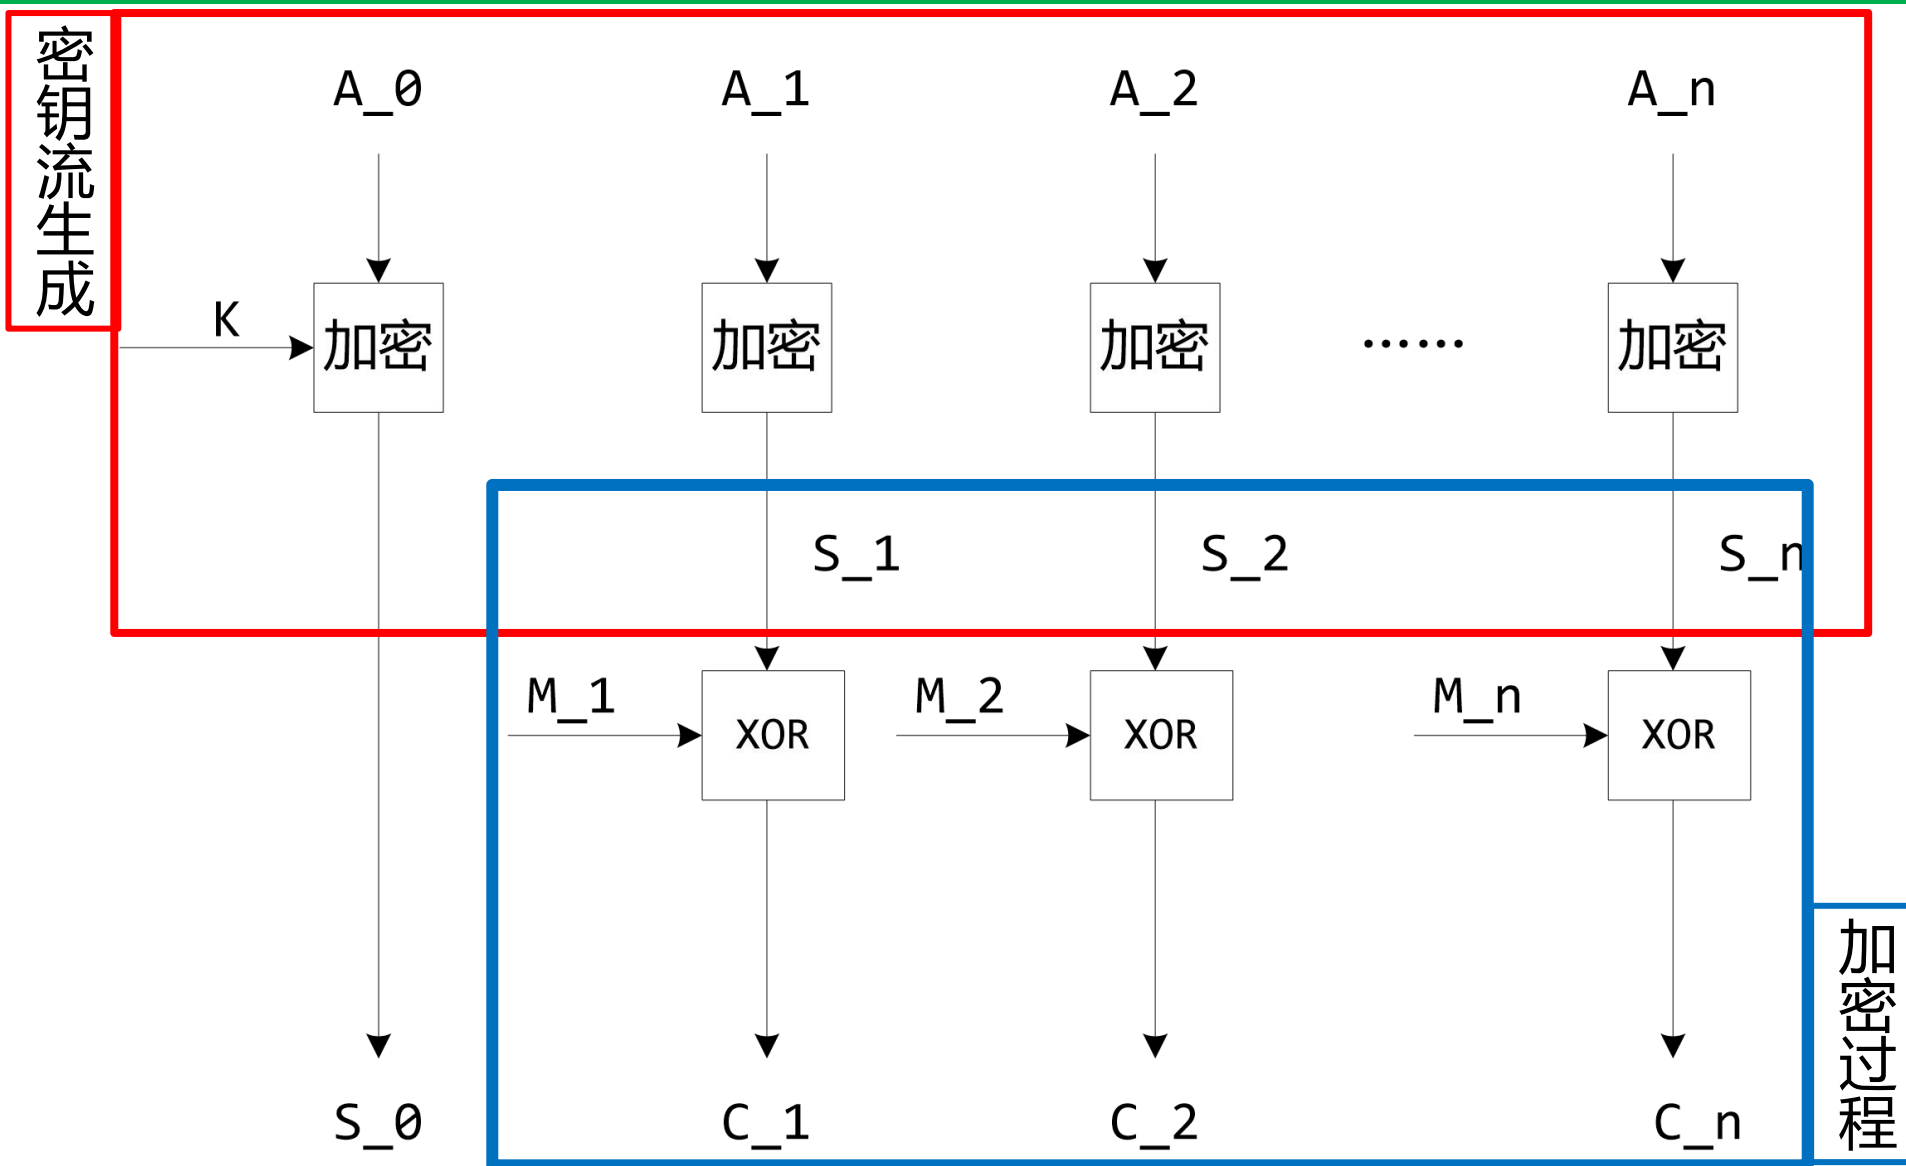 密钥流生成
A_0 A_1 A_2 A_n
K
加密 加密 加密 …… 加密
S_1 S_2 S_n
M_1 M_2 M_n
XOR XOR XOR
S_0 C_1 C_2 C_n
加密过程